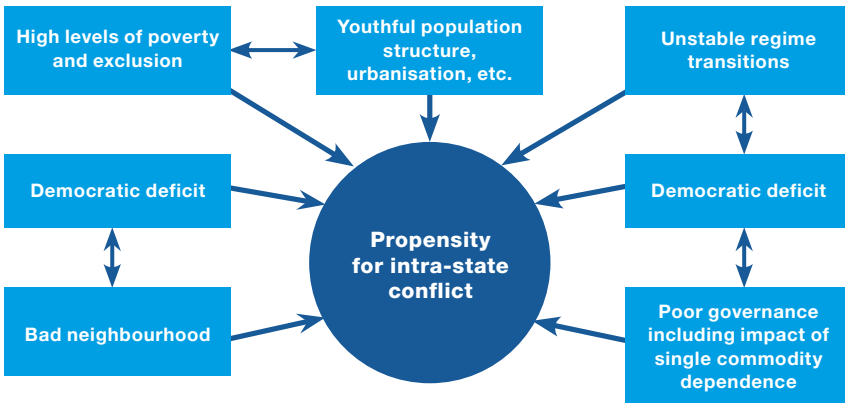 High levels of poverty
and exclusion
Youthful population
structure,
urbanisation, etc.
Unstable regime
transitions
Democratic deficit
Propensity
for intra-state
conflict
Democratic deficit
Bad neighbourhood
Poor governance
including impact of
single commodity
dependence